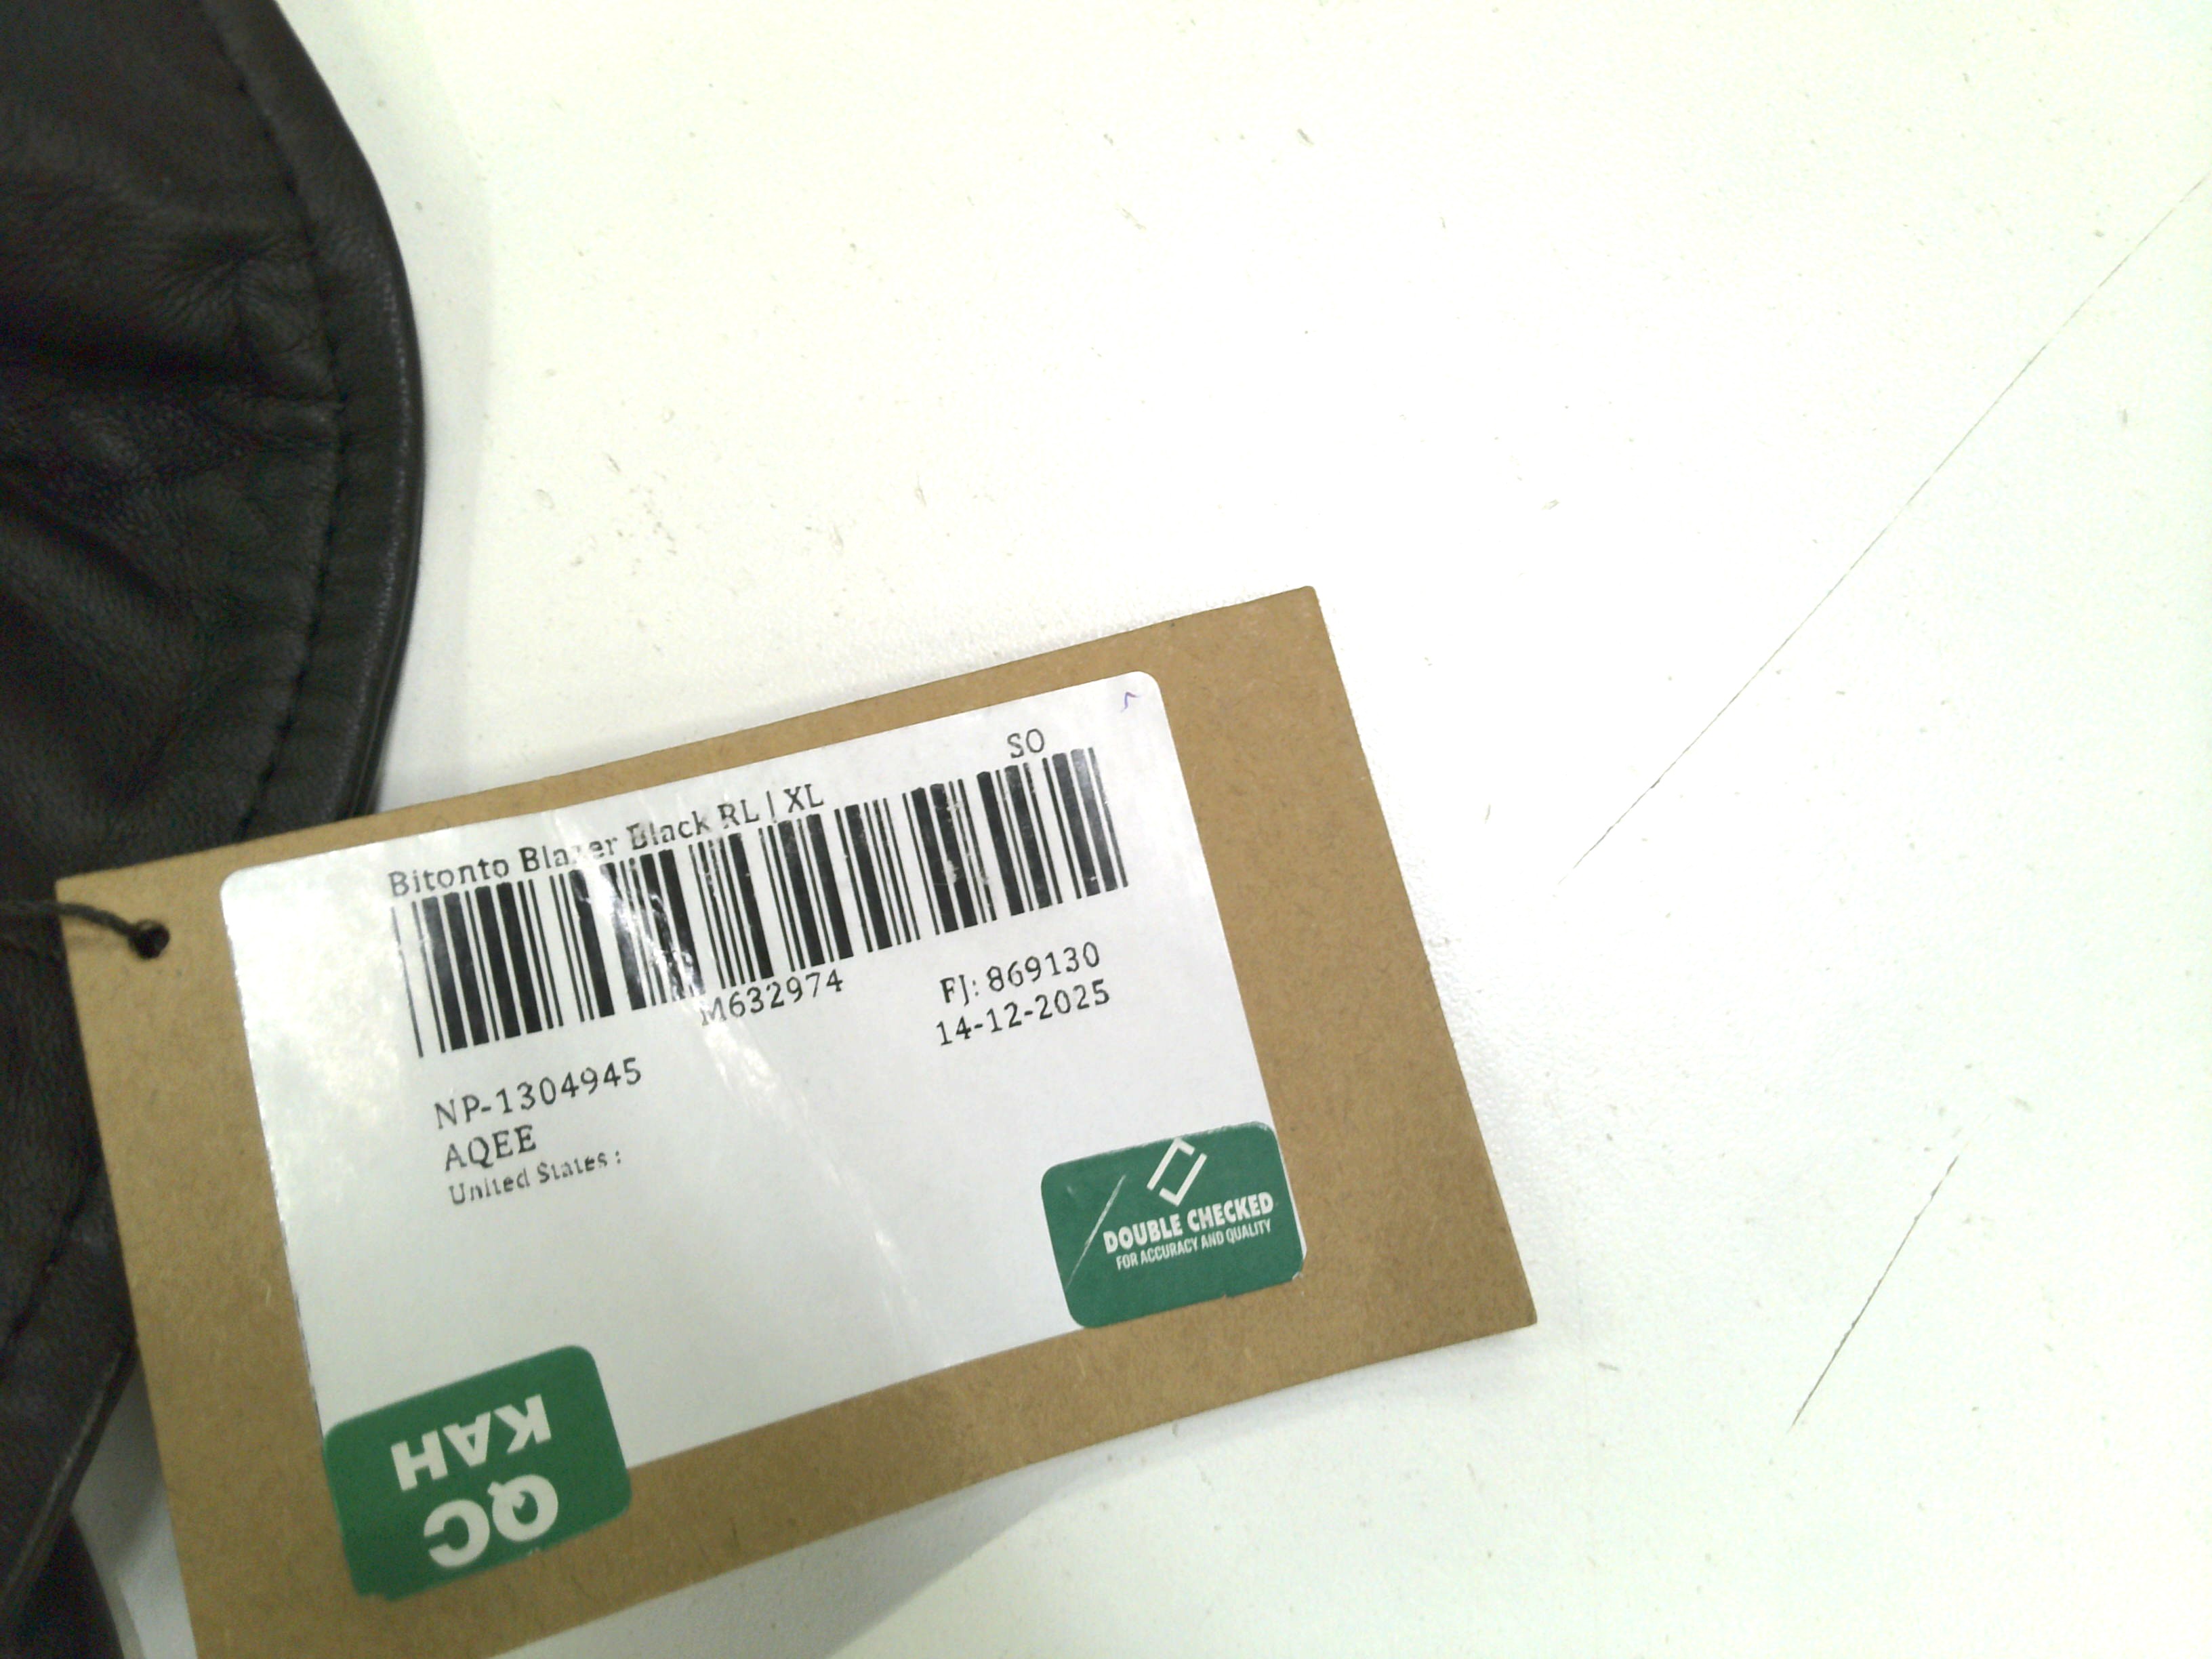 SO
Bitonto Blazer Black RL | XL
M632974
FJ: 869130
14-12-2025
NP-1304945
AQEE
United States :
DOUBLE CHECKED
FOR ACCURACY AND QUALITY
QC
KAH